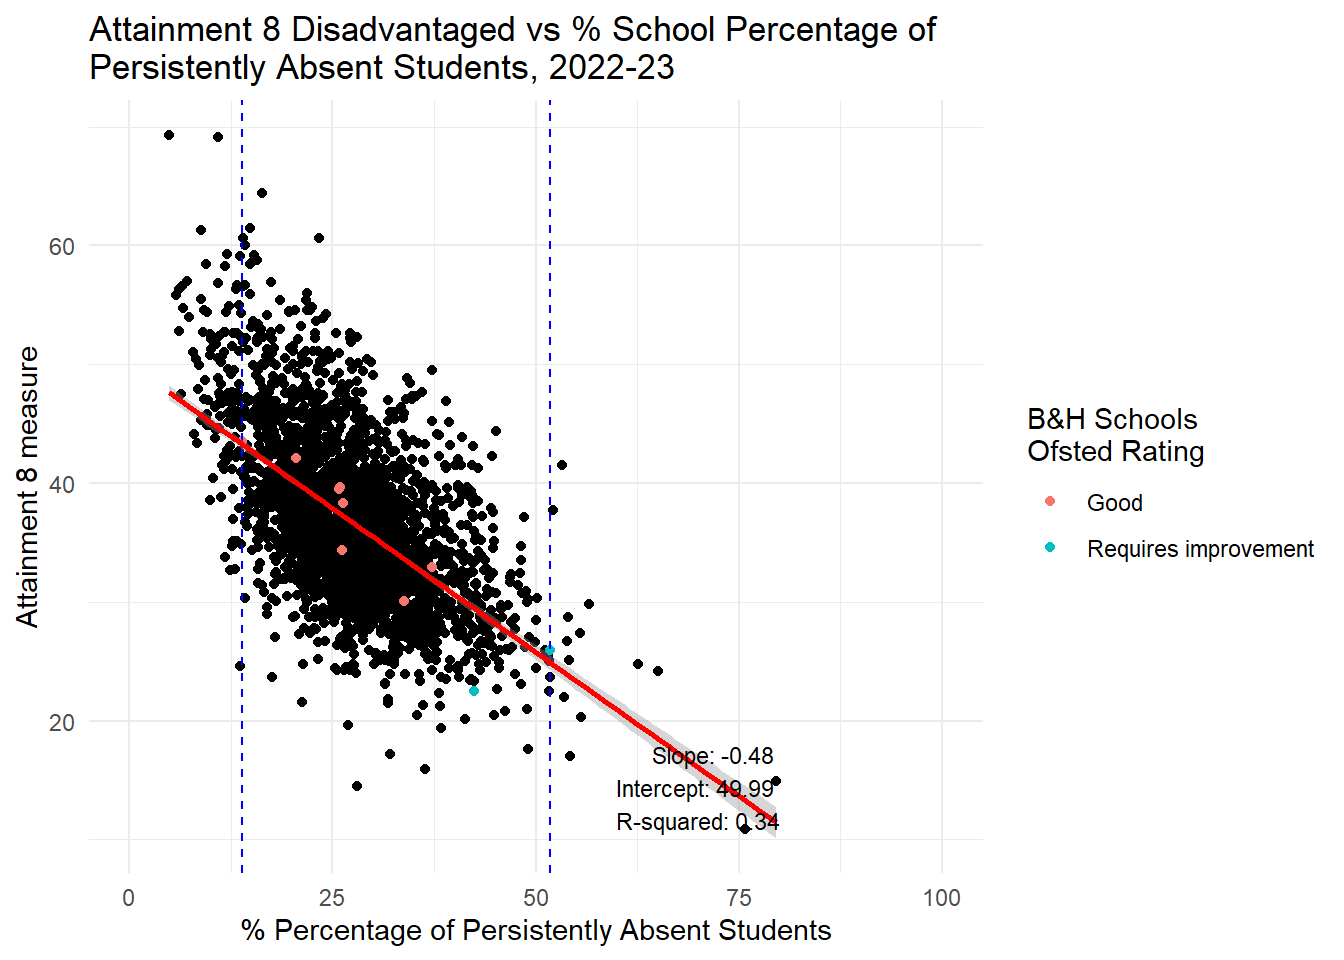 Attainment 8 Disadvantaged vs % School Percentage of
Persistently Absent Students, 2022-23
Attainment 8 measure
60
40
20
Slope: -0.48
Intercept: 49.99
R-squared: 0.34
0
25
50
75
100
% Percentage of Persistently Absent Students
B&H Schools
Ofsted Rating
Good
Requires improvement